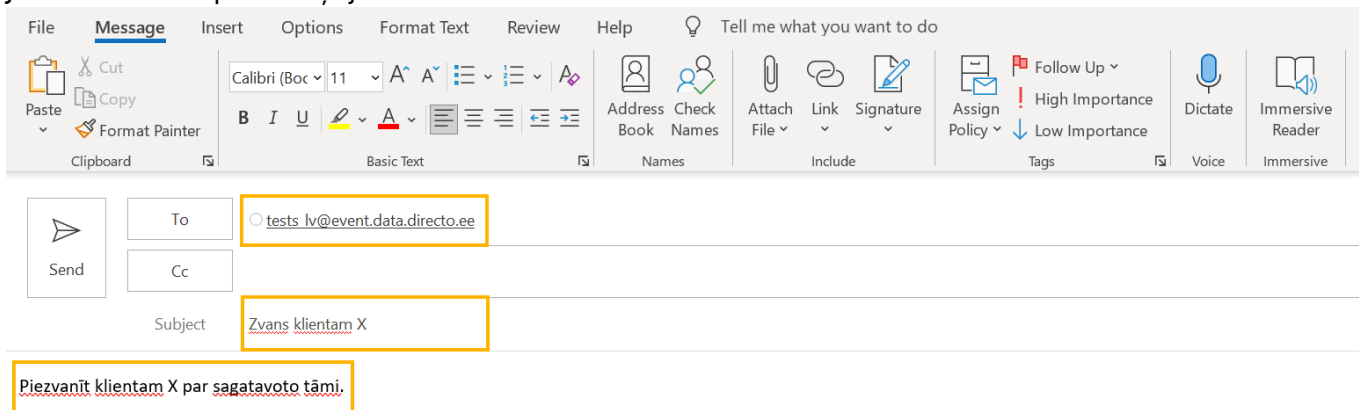 File Message Insert Options Format Text Review Help Tell me what you want to do
Paste
Cut
Copy
Format Painter
Clipboard
Calibri (Boc 11
B I U
Basic Text
Address Book
Check Names
Names
Attach File
Link
Signature
Include
Assign Policy
Follow Up
High Importance
Low Importance
Tags
Dictate
Voice
Immersive Reader
Immersive
Send
To
tests_lv@event.data.directo.ee
Cc
Subject
Zvans klientam X
Piezvanīt klientam X par sagatavoto tāmi.